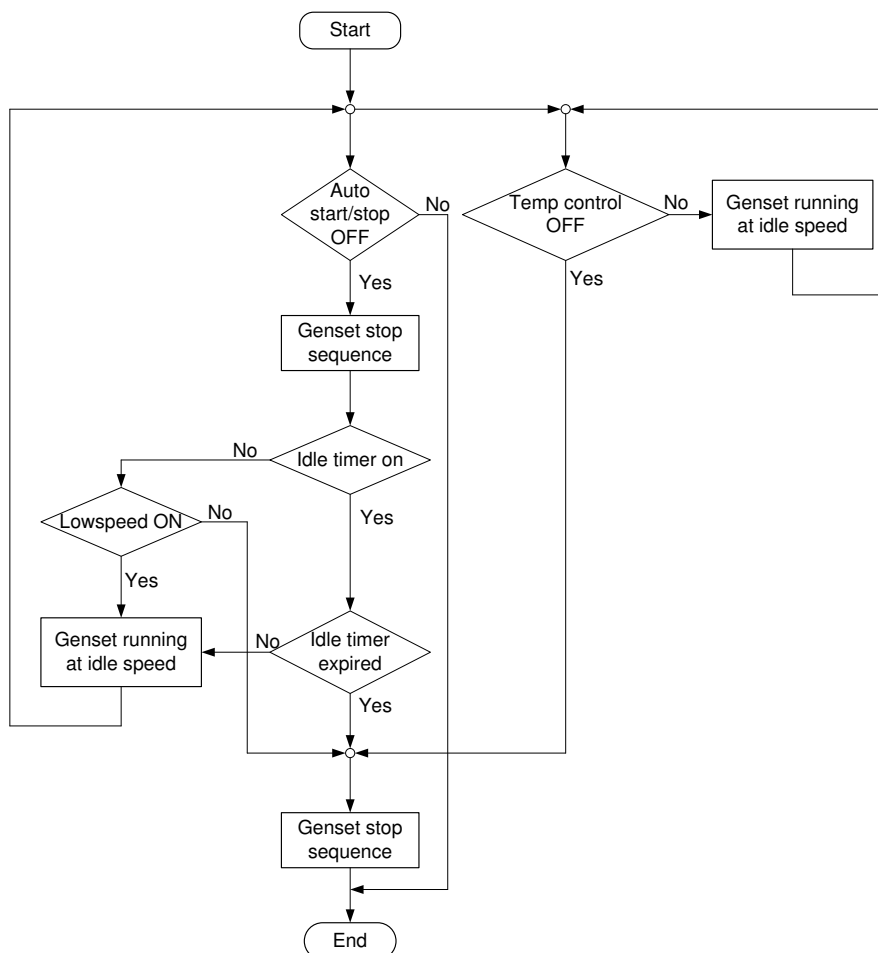 Start
Auto
start/stop
OFF
No
Temp control
OFF
No
Genset running
at idle speed
Yes
Yes
Genset stop
sequence
No
Idle timer on
Lowspeed ON
No
Yes
Yes
Genset running
at idle speed
No
Idle timer
expired
Yes
Genset stop
sequence
End